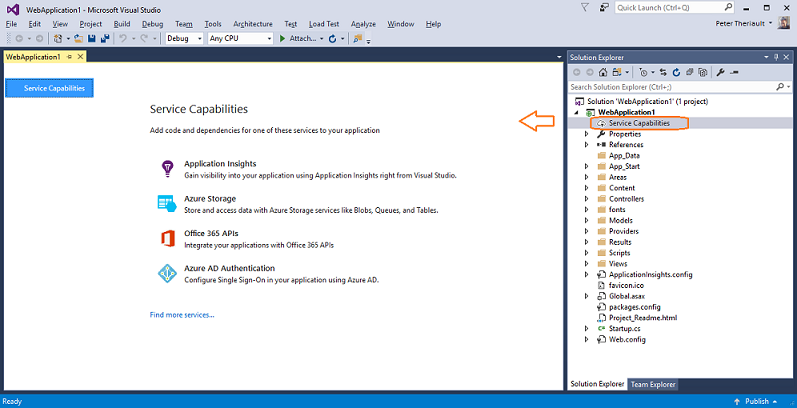 WebApplication1 - Microsoft Visual Studio
Quick Launch (Ctrl+Q)
File Edit View Project Build Debug Team Tools Test Load Test Analyze Window Help
Peter Theriault
Debug Any CPU Attach...
WebApplication1
Service Capabilities
Service Capabilities
Add code and dependencies for one of these services to your application
Application Insights
Gain visibility into your application using Application Insights right from Visual Studio.
Azure Storage
Store and access data with Azure Storage services like Blobs, Queues, and Tables.
Office 365 APIs
Integrate your applications with Office 365 APIs
Azure AD Authentication
Configure Single Sign-On in your application using Azure AD.
Find more services...
Solution Explorer
Search Solution Explorer (Ctrl+;)
Solution 'WebApplication1' (1 project)
WebApplication1
Service Capabilities
Properties
References
App_Data
App_Start
Areas
Content
Controllers
fonts
Models
Providers
Results
Scripts
Views
ApplicationInsights.config
favicon.ico
Global.asax
packages.config
Project_Readme.html
Startup.cs
Web.config
Solution Explorer Team Explorer
Ready
Publish